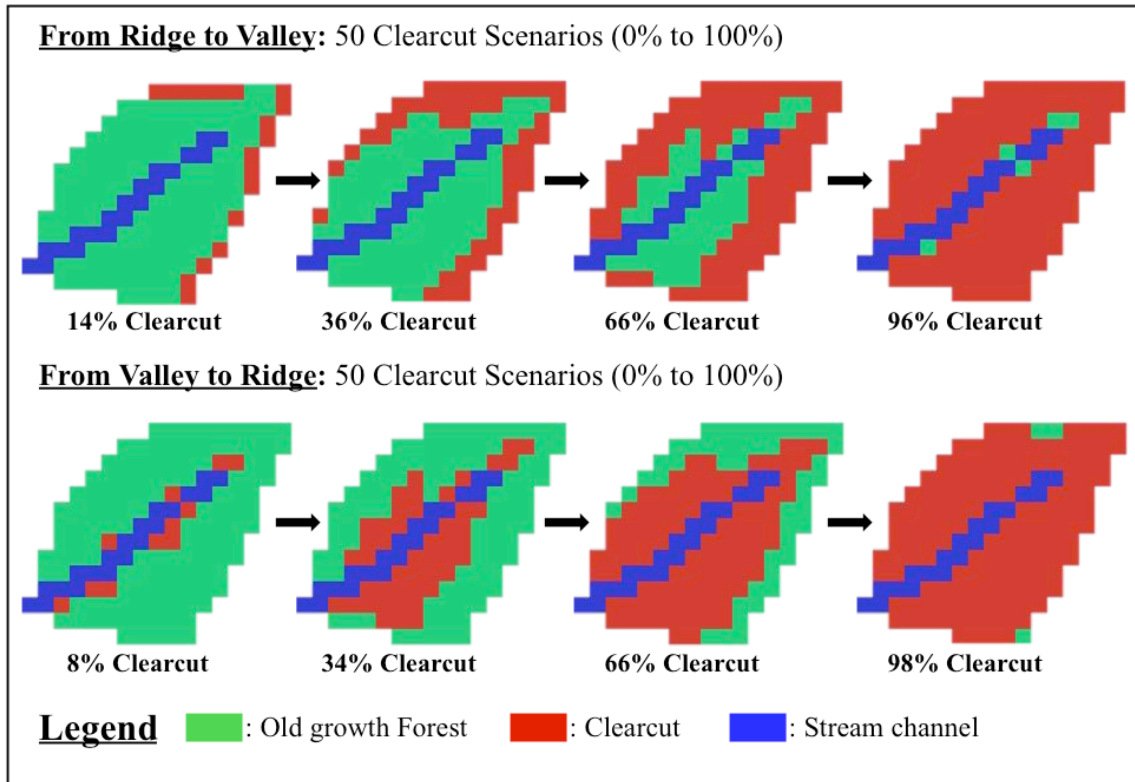 From Ridge to Valley: 50 Clearcut Scenarios (0% to 100%)
14% Clearcut 36% Clearcut 66% Clearcut 96% Clearcut
From Valley to Ridge: 50 Clearcut Scenarios (0% to 100%)
8% Clearcut 34% Clearcut 66% Clearcut 98% Clearcut
Legend : Old growth Forest : Clearcut : Stream channel